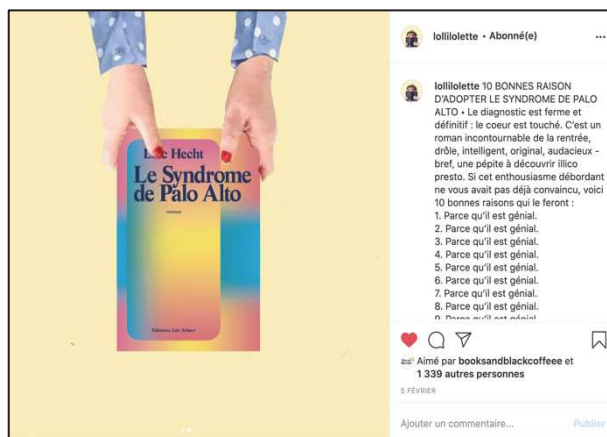 Hecht
Le Syndrome
de Palo Alto
roman
Éditions Léo Scheer
lollilolette • Abonné(e)
...
lollilolette 10 BONNES RAISON
D'ADOPTER LE SYNDROME DE PALO
ALTO • Le diagnostic est ferme et
définitif : le coeur est touché. C'est un
roman incontournable de la rentrée,
drôle, intelligent, original, audacieux -
bref, une pépite à découvrir illico
presto. Si cet enthousiasme débordant
ne vous avait pas déjà convaincu, voici
10 bonnes raisons qui le feront :
1. Parce qu'il est génial.
2. Parce qu'il est génial.
3. Parce qu'il est génial.
4. Parce qu'il est génial.
5. Parce qu'il est génial.
6. Parce qu'il est génial.
7. Parce qu'il est génial.
8. Parce qu'il est génial.
9. Parce qu'il est génial.
Aimé par booksandblackcoffeee et
1 339 autres personnes
5 FÉVRIER
Ajouter un commentaire...
Publier